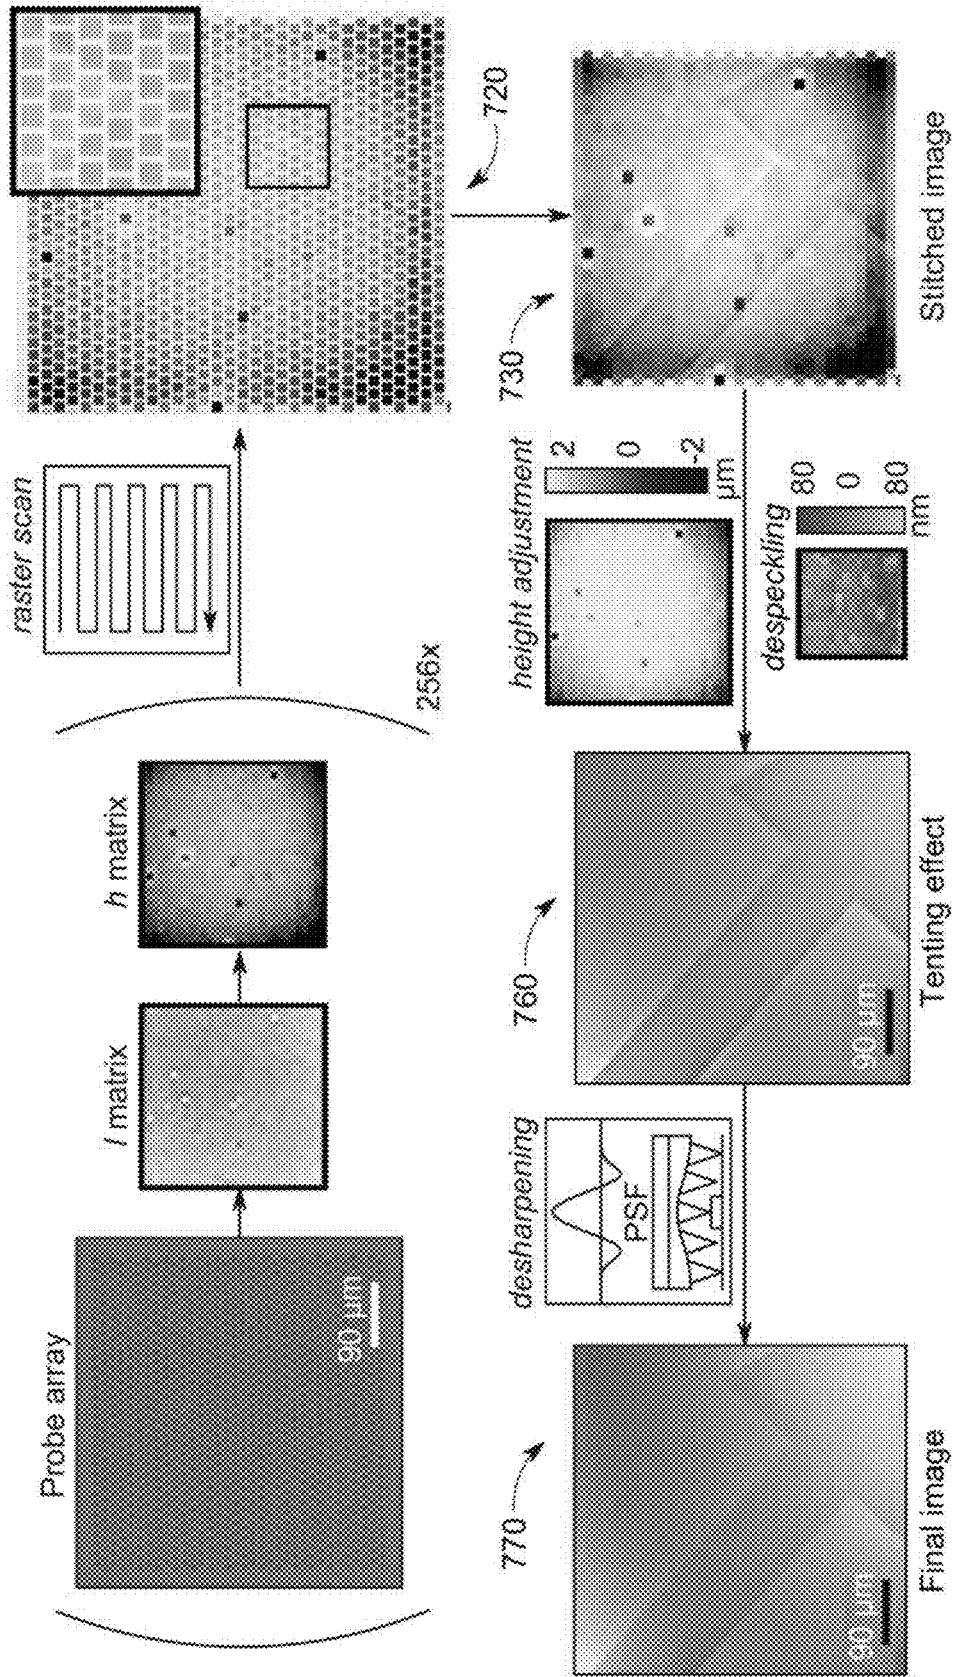 Probe array
90 µm
l matrix
h matrix
256x
raster scan
720
730
Stitched image
height adjustment
2
0
-2
µm
despeckling
80
0
80
nm
760
90 µm
Tenting effect
desharpening
PSF
770
90 µm
Final image